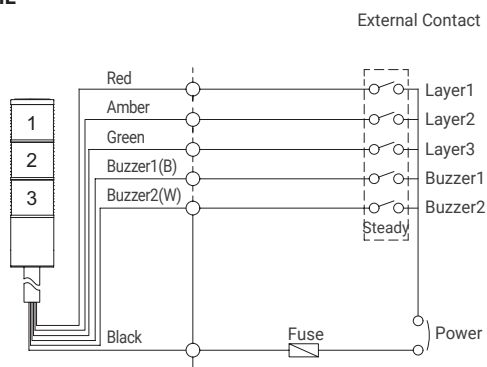 External Contact
Red
Layer1
Amber
Layer2
1
Green
Layer3
2
Buzzer1(B)
Buzzer1
3
Buzzer2(W)
Buzzer2
Steady
Black
Fuse
Power